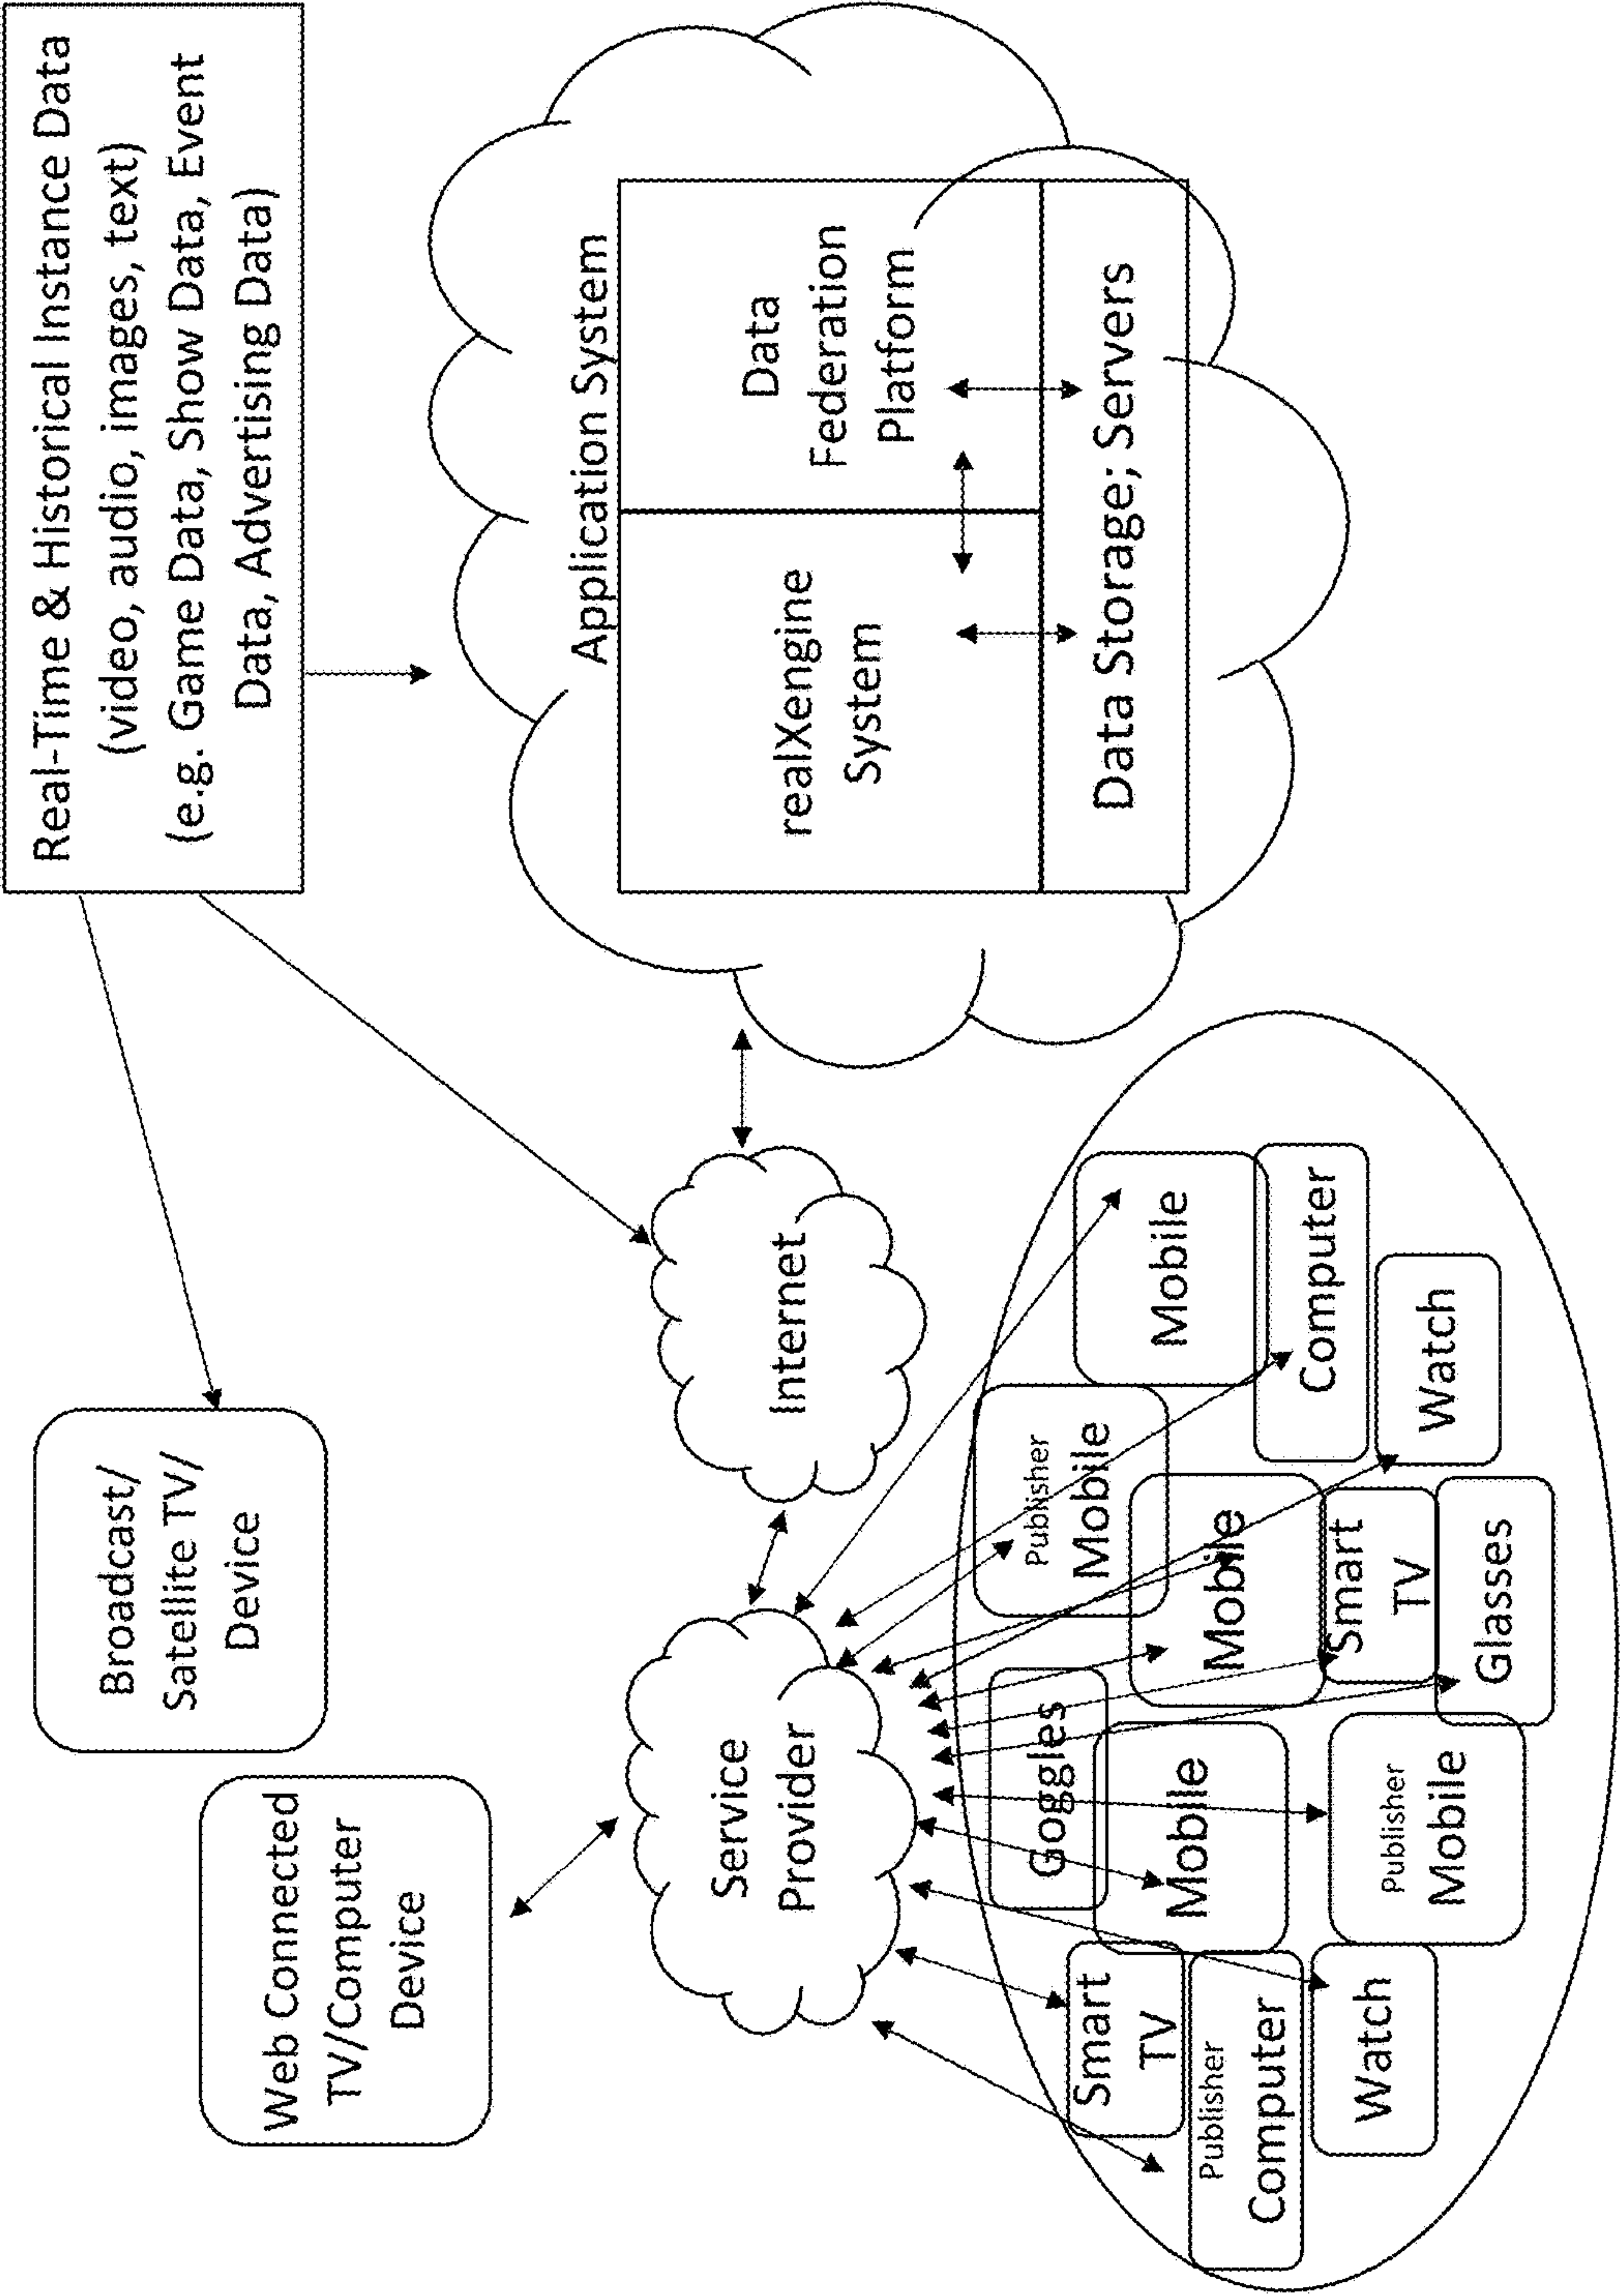 Real-Time & Historical Instance Data
(video, audio, images, text)
(e.g. Game Data, Show Data, Event
Data, Advertising Data)
Broadcast/
Satellite TV/
Device
Web Connected
TV/Computer
Device
Application System
realXengine
System
Data
Federation
Platform
Data Storage; Servers
Internet
Service
Provider
Goggles
Publisher
Mobile
Mobile
Computer
Watch
Mobile
Smart
TV
Glasses
Mobile
Publisher
Mobile
Smart
TV
Publisher
Computer
Watch